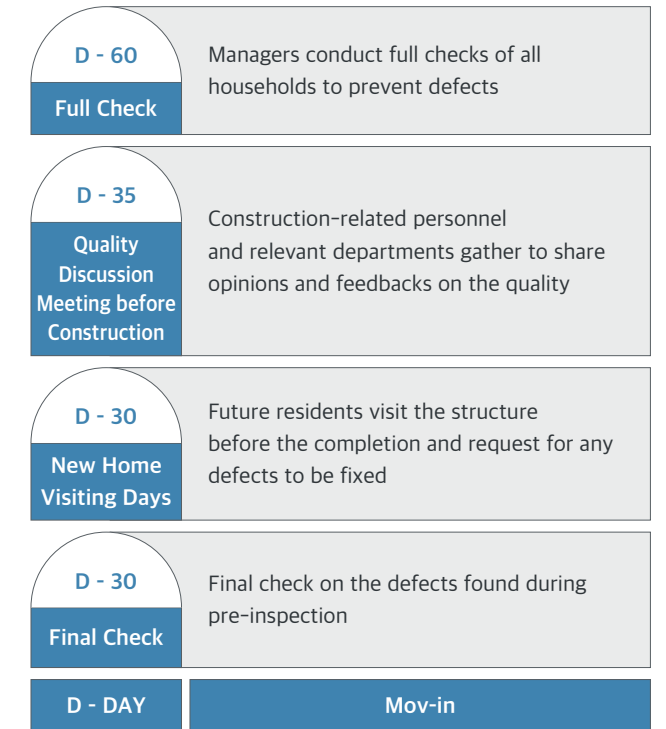 D - 60
Full Check
Managers conduct full checks of all
households to prevent defects
D - 35
Quality
Discussion
Meeting before
Construction
Construction-related personnel
and relevant departments gather to share
opinions and feedbacks on the quality
D - 30
New Home
Visiting Days
Future residents visit the structure
before the completion and request for any
defects to be fixed
D - 30
Final Check
Final check on the defects found during
pre-inspection
D - DAY
Mov-in